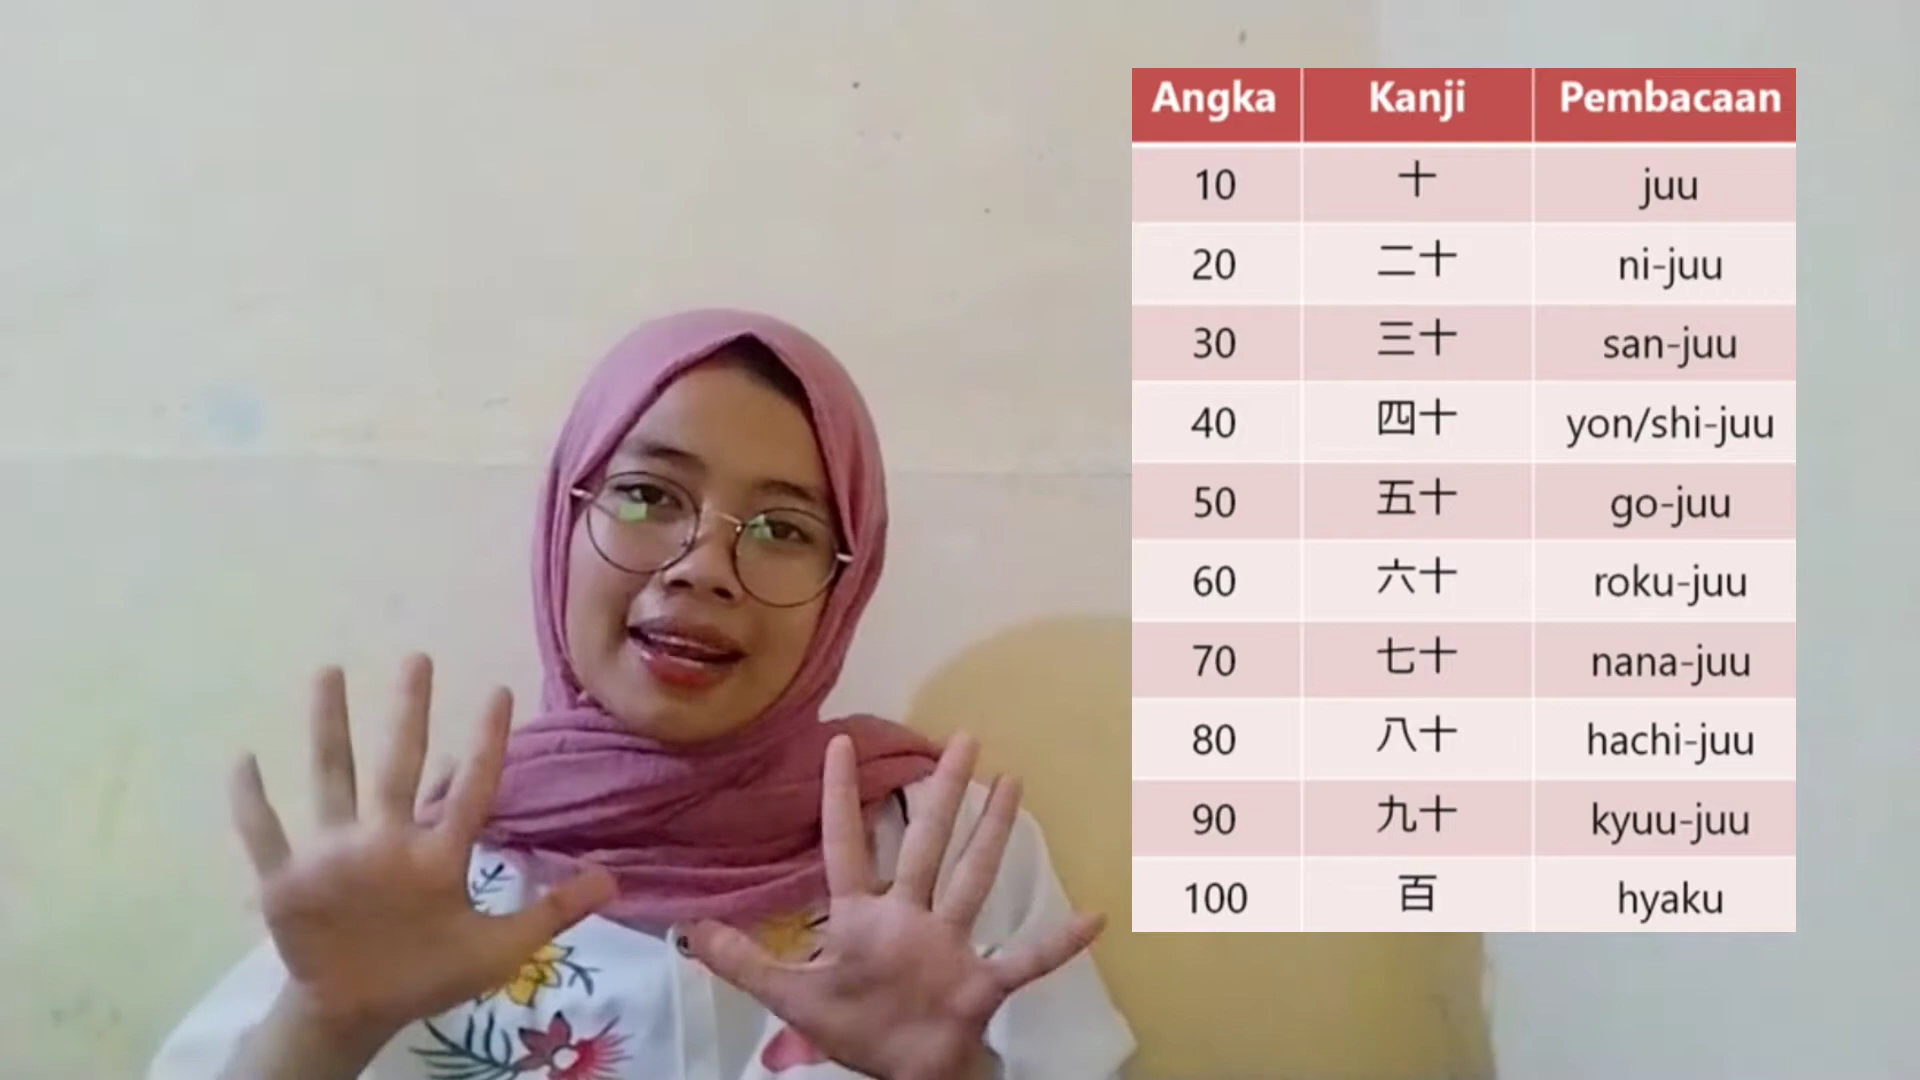 Angka Kanji Pembacaan
10 十 juu
20 二十 ni-juu
30 三十 san-juu
40 四十 yon/shi-juu
50 五十 go-juu
60 六十 roku-juu
70 七十 nana-juu
80 八十 hachi-juu
90 九十 kyuu-juu
100 百 hyaku